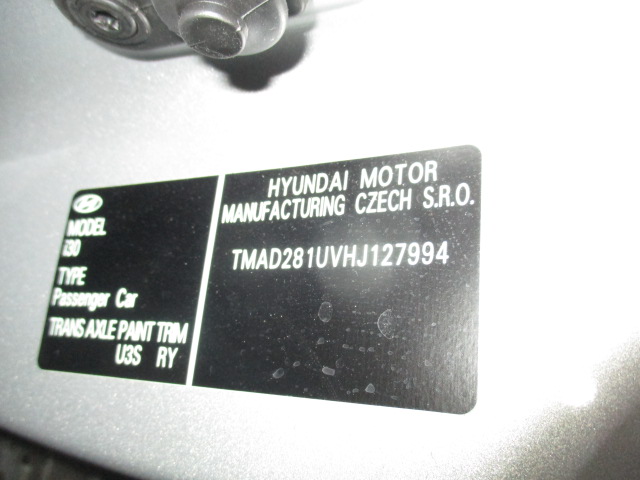 MODEL
i30
TYPE
Passenger Car
TRANS AXLE PAINT TRIM
U3S RY
HYUNDAI MOTOR
MANUFACTURING CZECH S.R.O.
TMAD281UVHJ127994